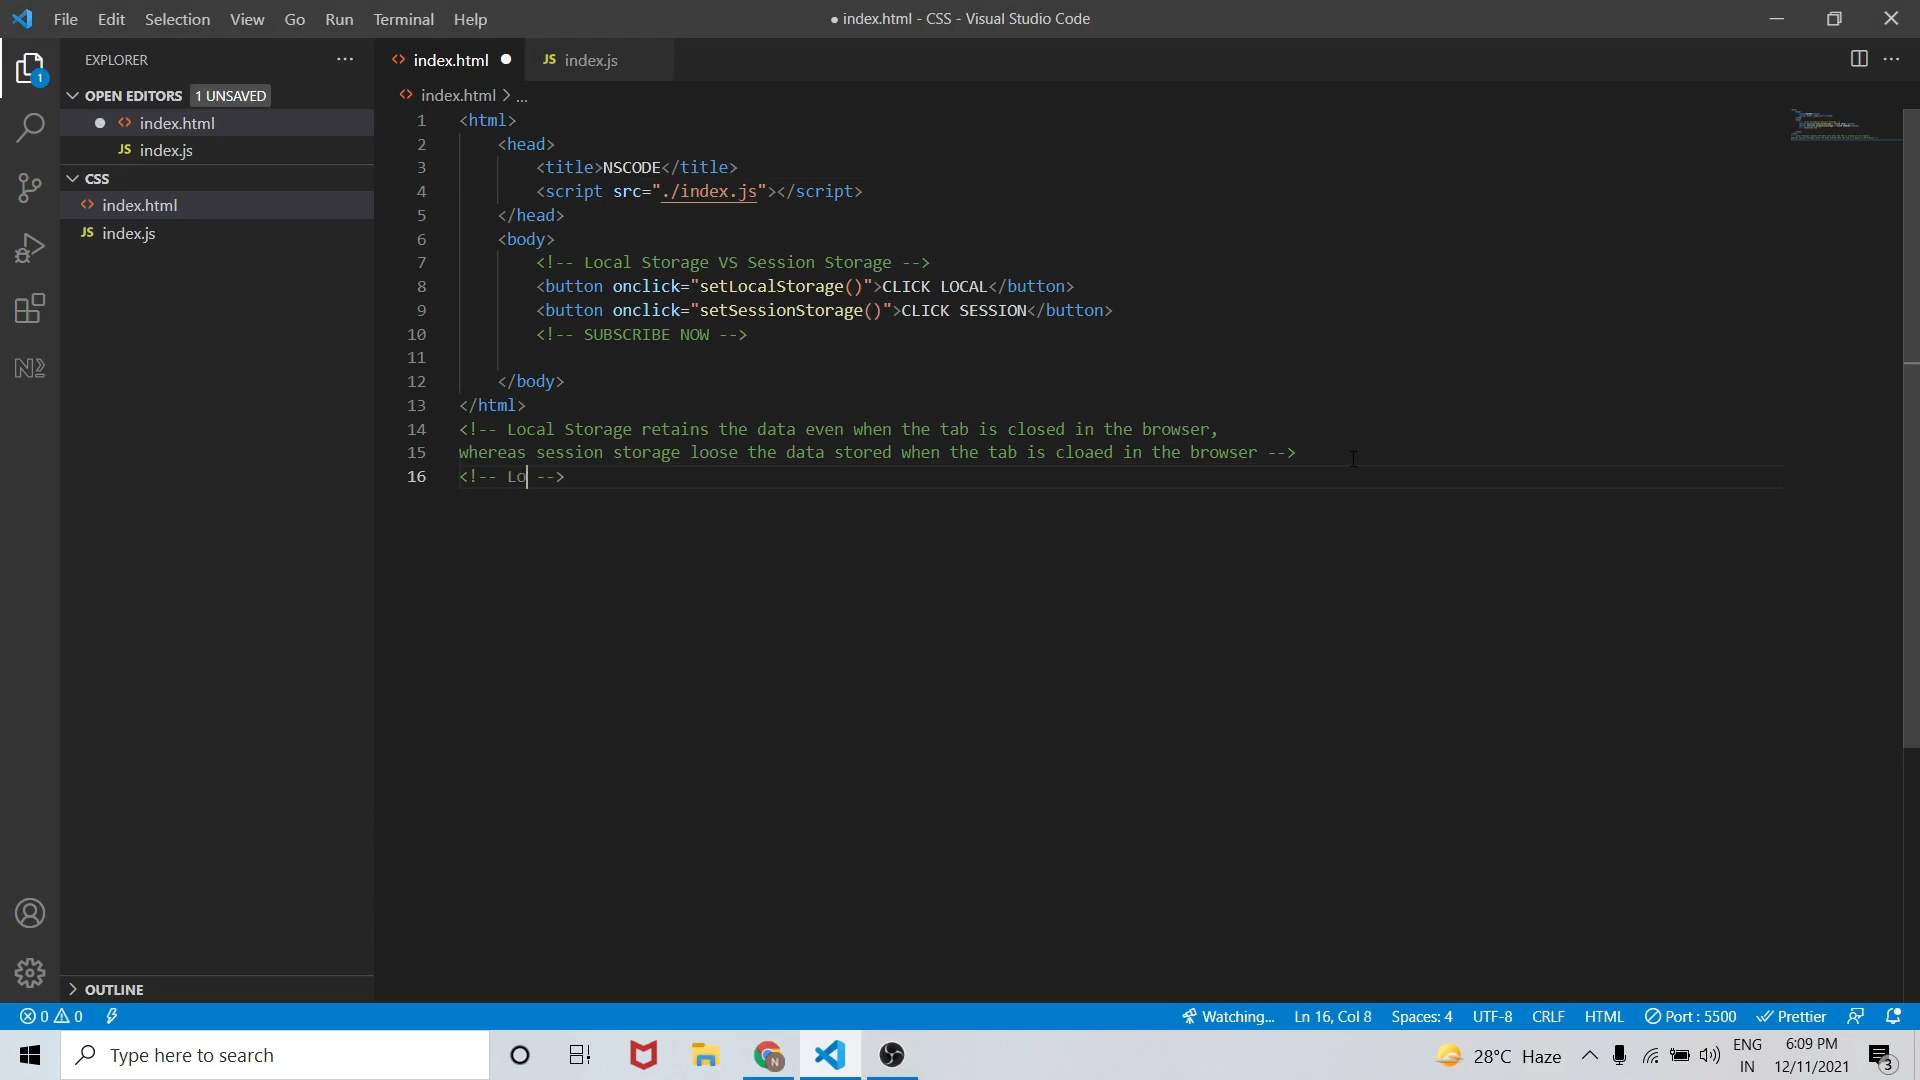 File Edit Selection View Go Run Terminal Help
● index.html - CSS - Visual Studio Code
EXPLORER
1
OPEN EDITORS 1 UNSAVED
index.html
JS index.js
CSS
index.html
JS index.js
OUTLINE
index.html
JS index.js
index.html > ...
1 <html>
2 <head>
3 <title>NSCODE</title>
4 <script src="./index.js"></script>
5 </head>
6 <body>
7 <!-- Local Storage VS Session Storage -->
8 <button onclick="setLocalStorage()">CLICK LOCAL</button>
9 <button onclick="setSessionStorage()">CLICK SESSION</button>
10 <!-- SUBSCRIBE NOW -->
11
12 </body>
13 </html>
14 <!-- Local Storage retains the data even when the tab is closed in the browser,
15 whereas session storage loose the data stored when the tab is cloaed in the browser -->
16 <!-- Lo -->
0 0 Watching... Ln 16, Col 8 Spaces: 4 UTF-8 CRLF HTML Port : 5500 Prettier
Type here to search
N
28°C Haze
ENG
IN
6:09 PM
12/11/2021
3